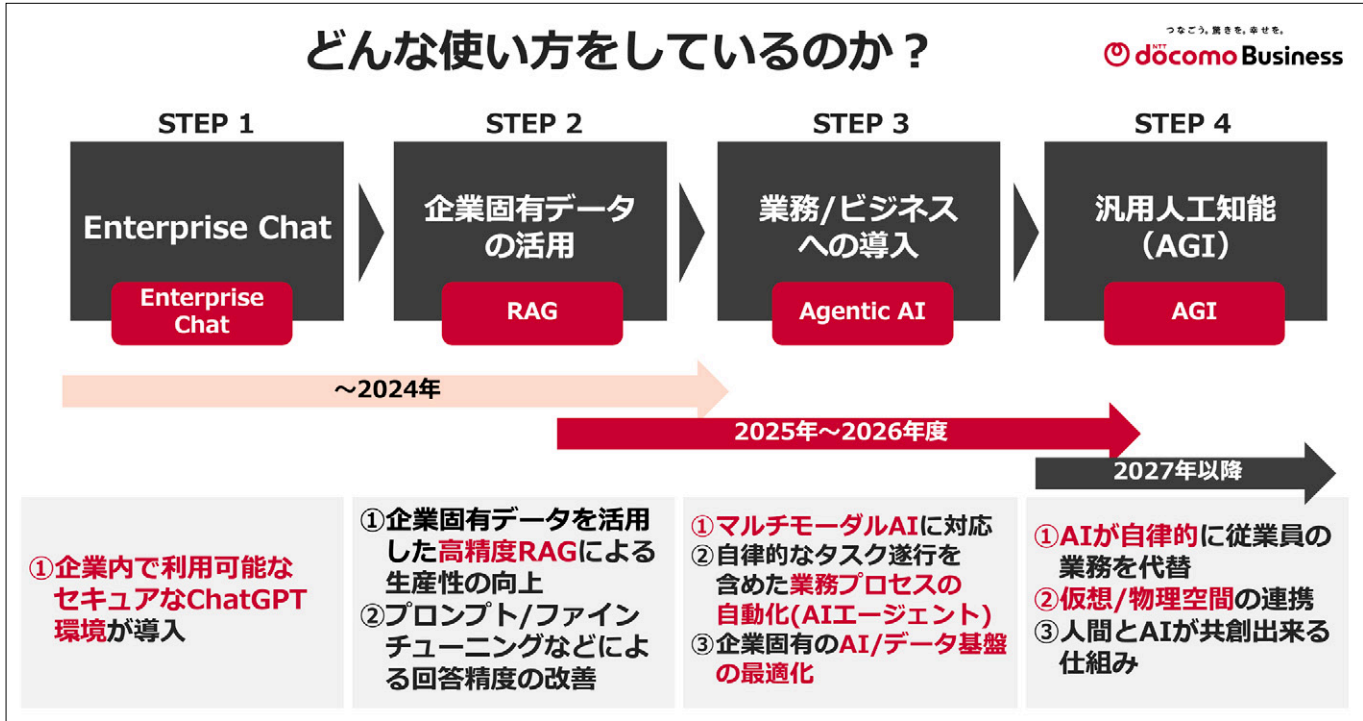 どんな使い方をしているのか？
つなごう。驚きを。幸せを。
NTT
döcomo Business
STEP 1
Enterprise Chat
Enterprise
Chat
STEP 2
企業固有データ
の活用
RAG
STEP 3
業務/ビジネス
への導入
Agentic AI
STEP 4
汎用人工知能
（AGI）
AGI
～2024年
2025年～2026年度
2027年以降
①企業内で利用可能な
セキュアなChatGPT
環境が導入
①企業固有データを活用
した高精度RAGによる
生産性の向上
②プロンプト/ファイン
チューニングなどによ
る回答精度の改善
①マルチモーダルAIに対応
②自律的なタスク遂行を
含めた業務プロセスの
自動化(AIエージェント)
③企業固有のAI/データ基盤
の最適化
①AIが自律的に従業員の
業務を代替
②仮想/物理空間の連携
③人間とAIが共創出来る
仕組み